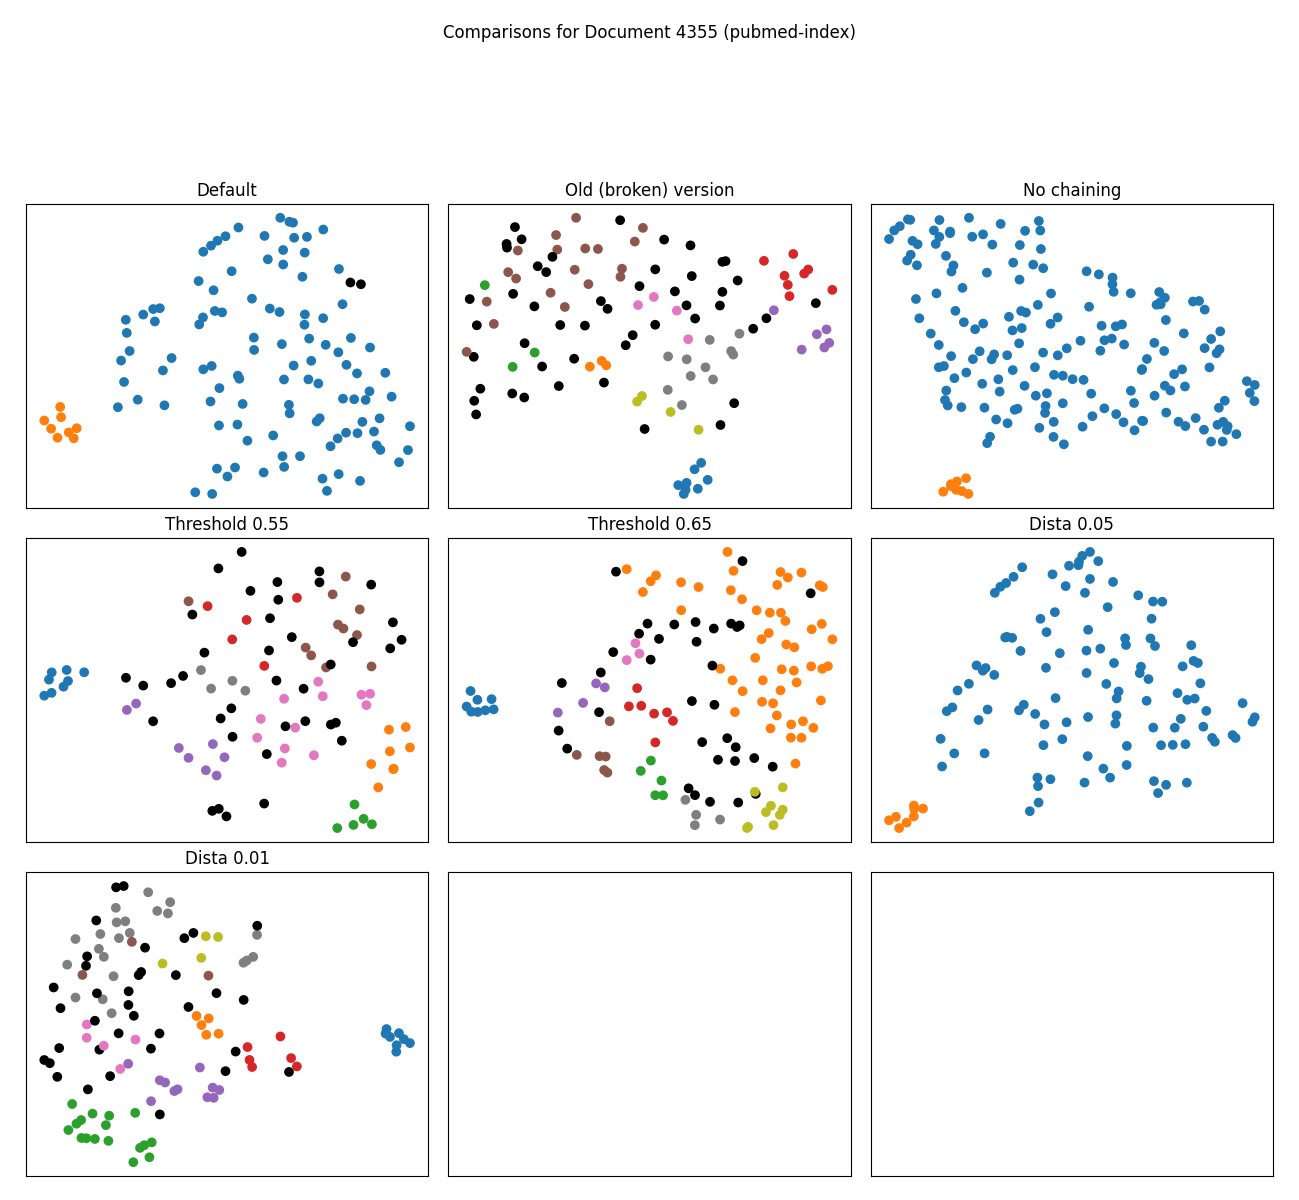 Comparisons for Document 4355 (pubmed-index)
Default
Old (broken) version
No chaining
Threshold 0.55
Threshold 0.65
Dista 0.05
Dista 0.01